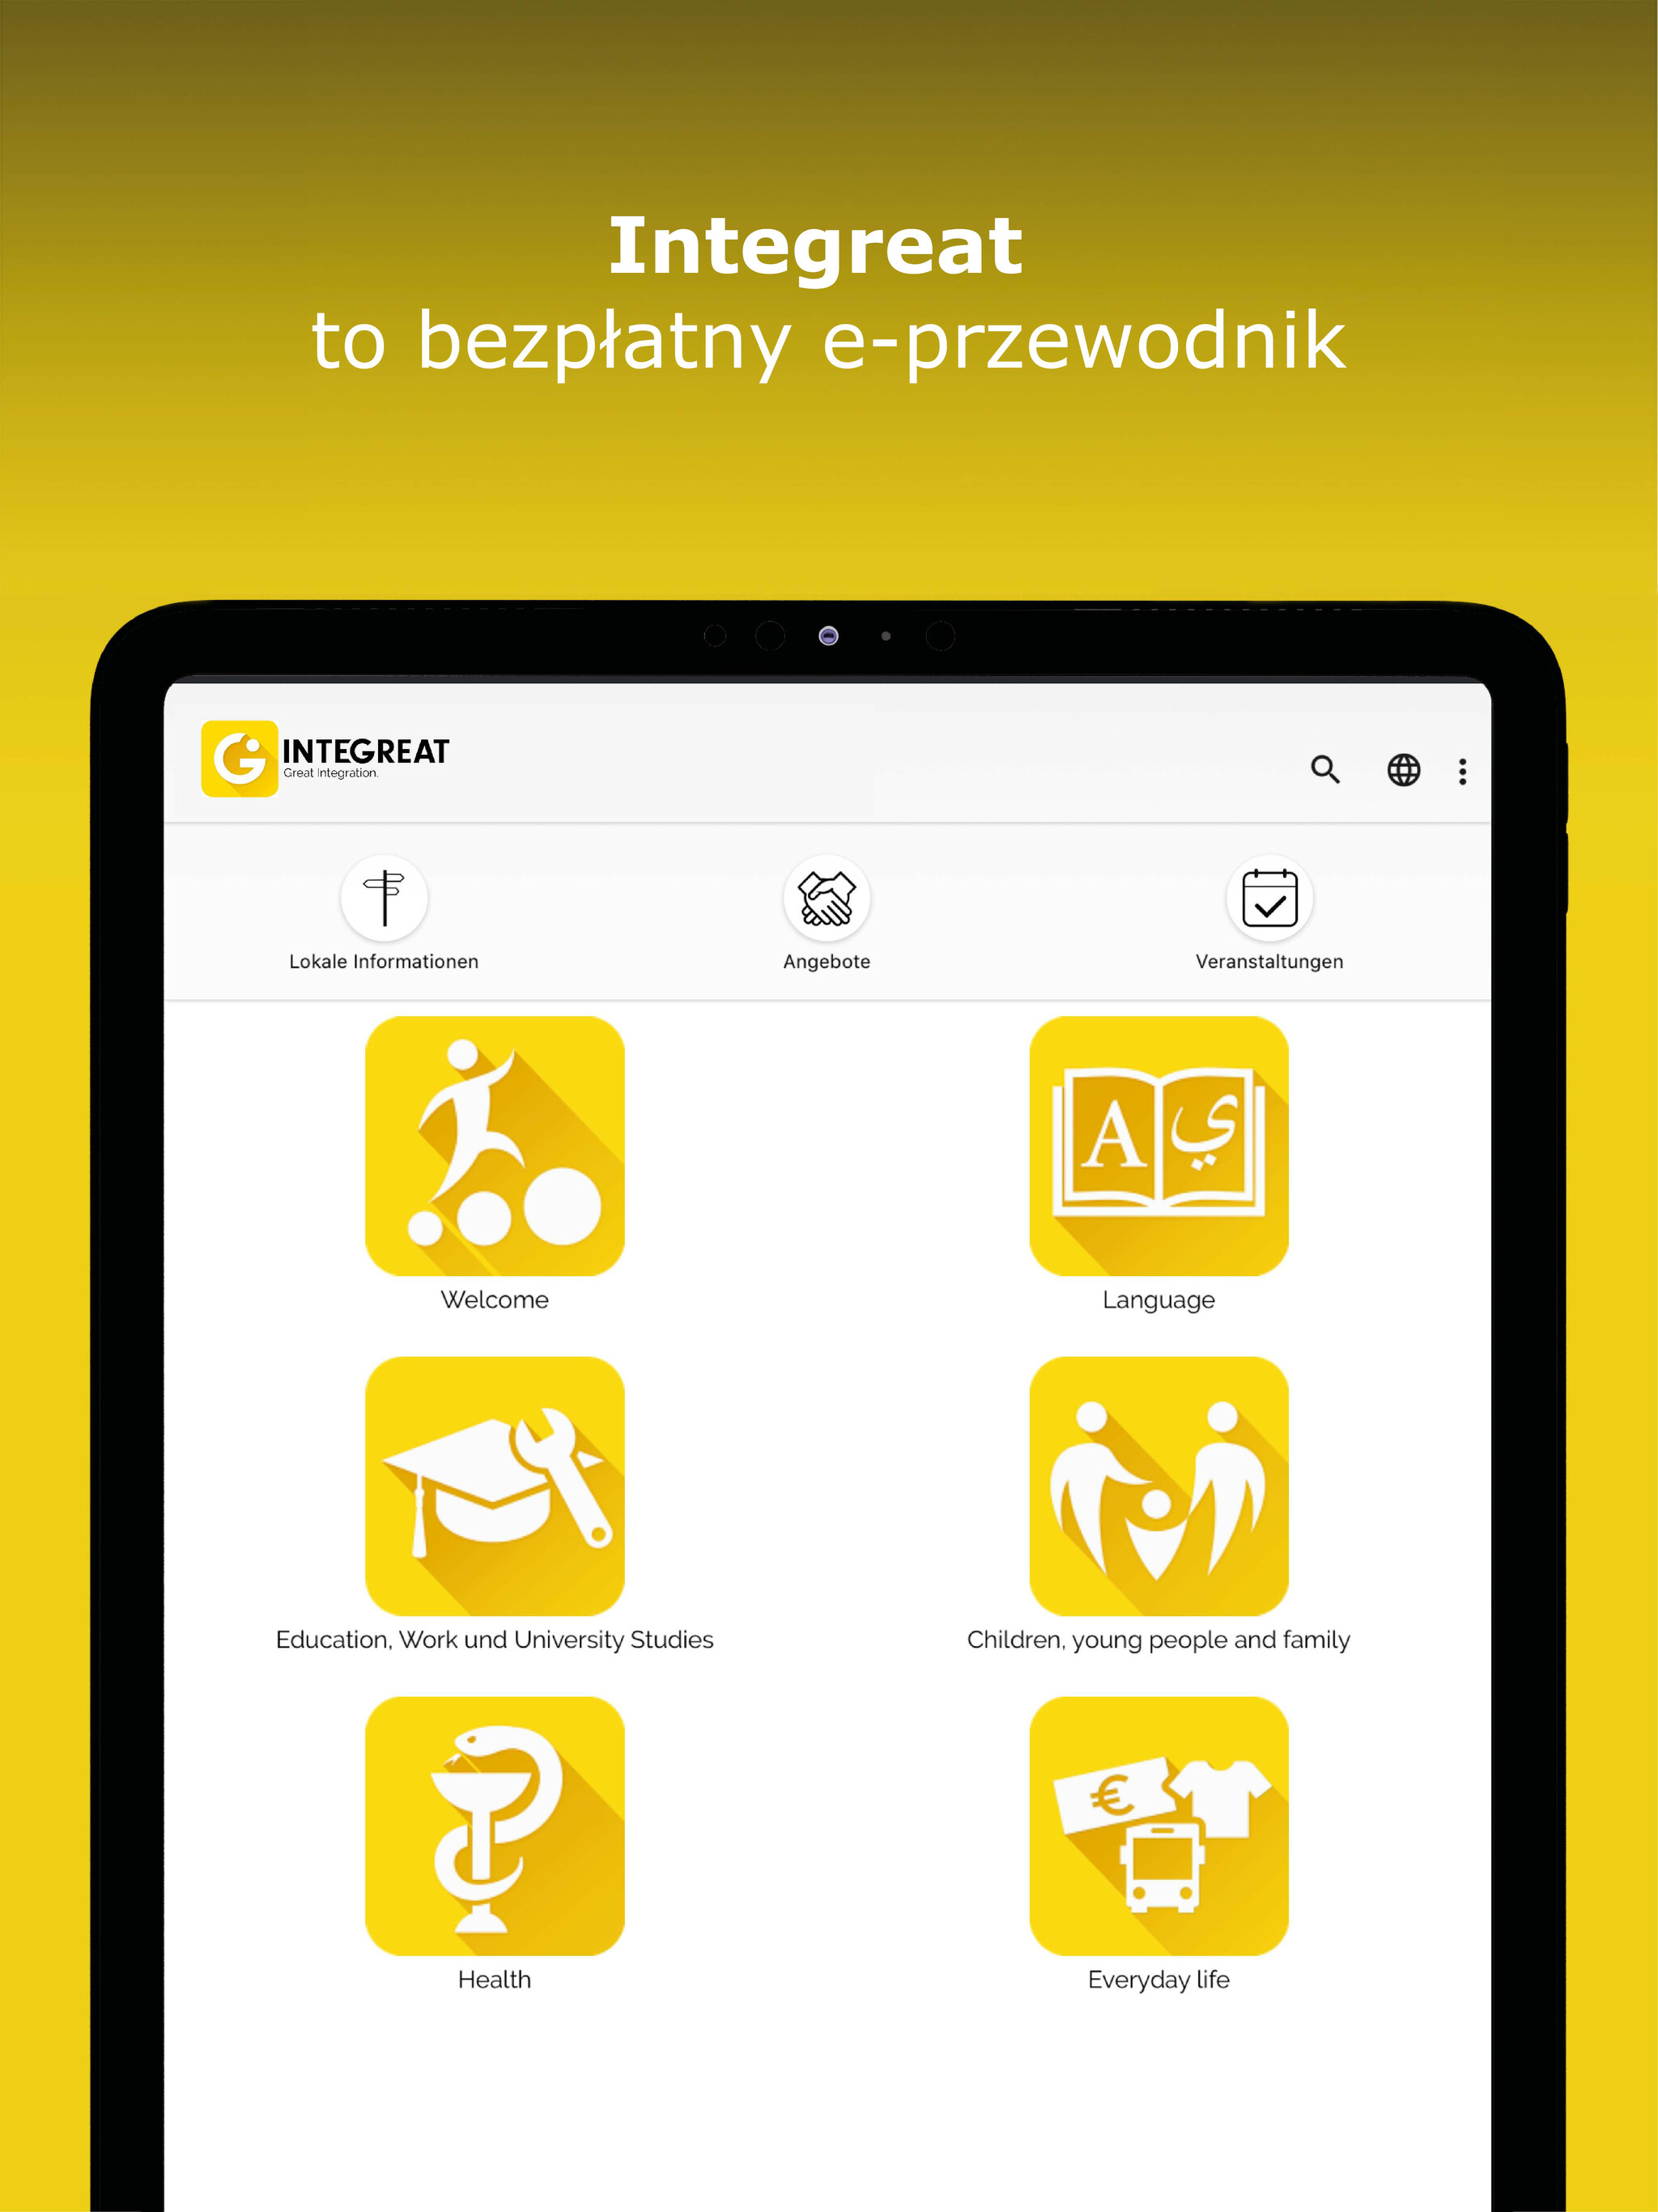 Integreat
to bezpłatny e-przewodnik
INTEGREAT
Great Integration.
Lokale Informationen
Angebote
Veranstaltungen
A ي
Welcome
Language
Education, Work und University Studies
Children, young people and family
€
Health
Everyday life